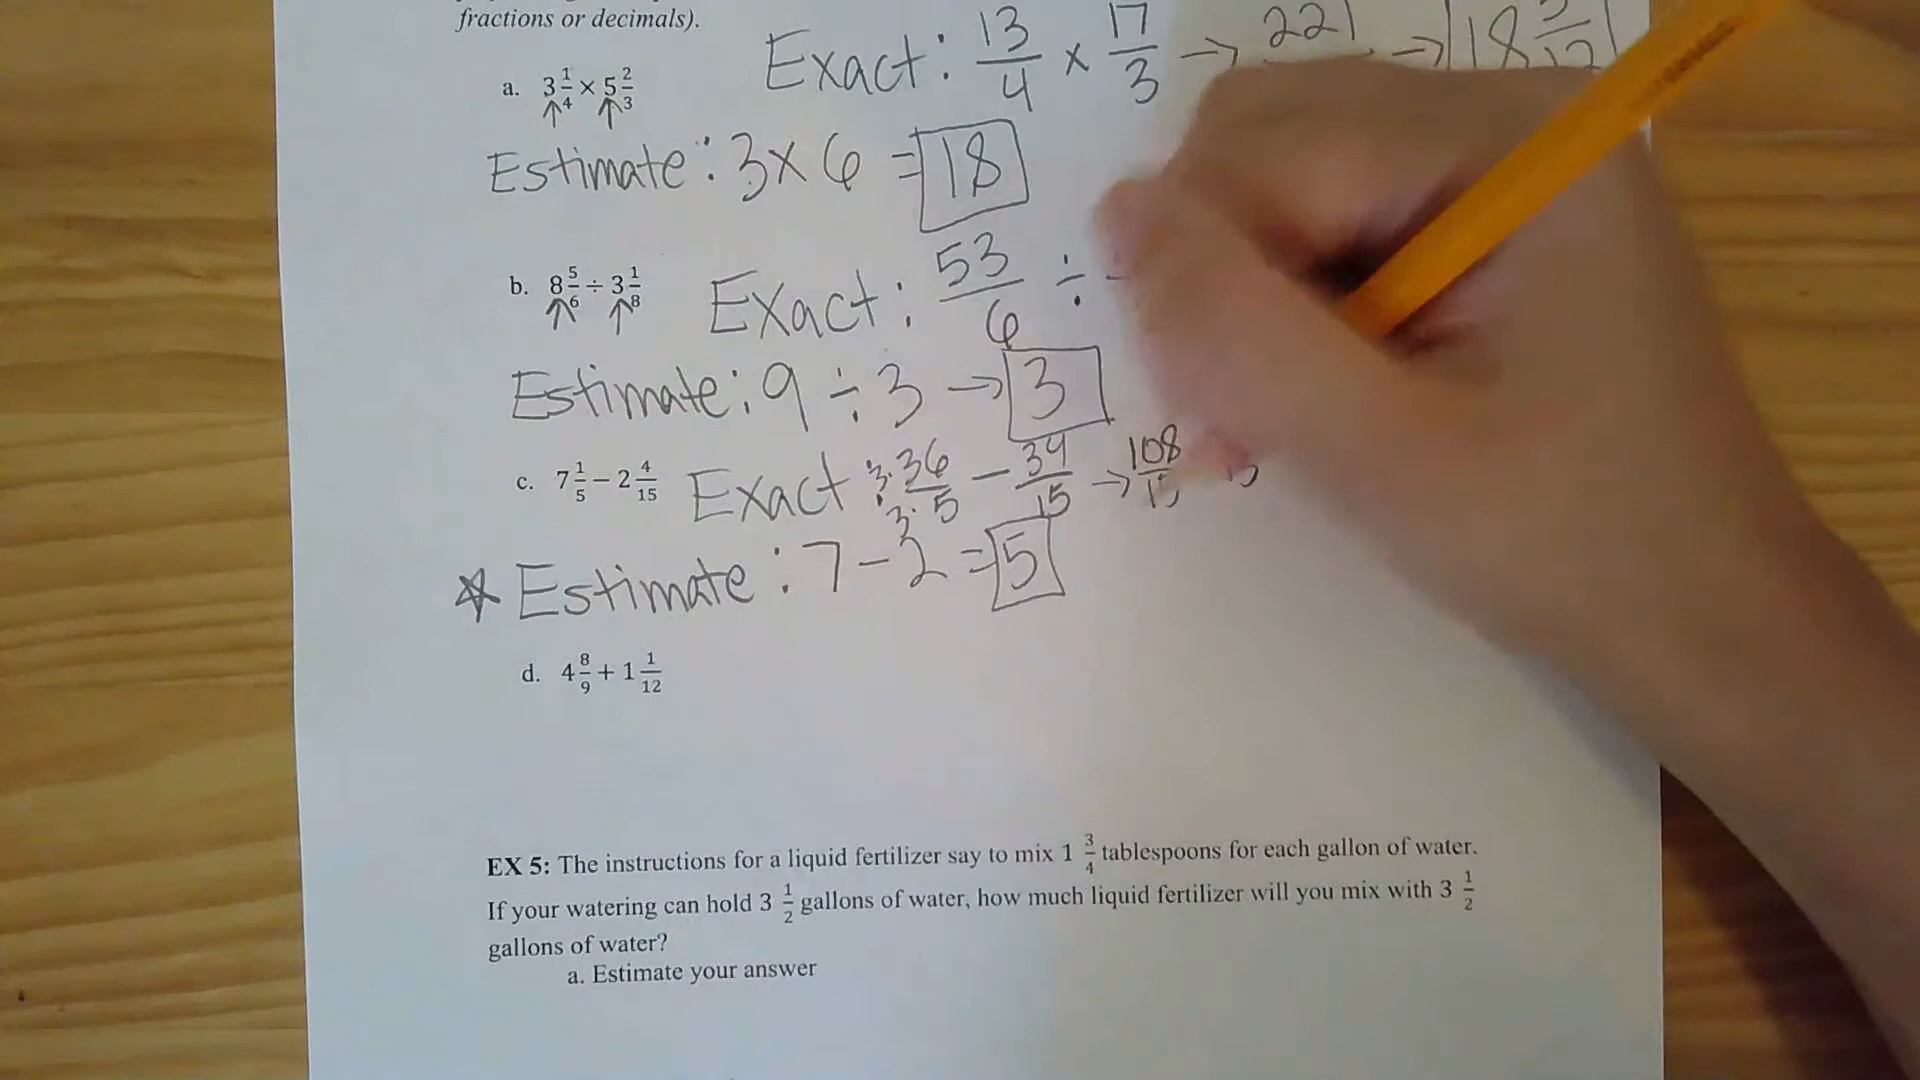 fractions or decimals).
Exact: 13/4 × 17/3 → 221 → 18 5/12
a. 3 1/4 × 5 2/3
Estimate: 3 × 6 = 18
b. 8 5/6 ÷ 3 1/8 Exact: 53/6 ÷
Estimate: 9 ÷ 3 → 3
c. 7 1/5 − 2 4/15 Exact: 3·36/3·5 − 34/15 → 108/15
Estimate: 7 − 2 = 5
d. 4 8/9 + 1 1/12
EX 5: The instructions for a liquid fertilizer say to mix 1 3/4 tablespoons for each gallon of water.
If your watering can hold 3 1/2 gallons of water, how much liquid fertilizer will you mix with 3 1/2
gallons of water?
a. Estimate your answer